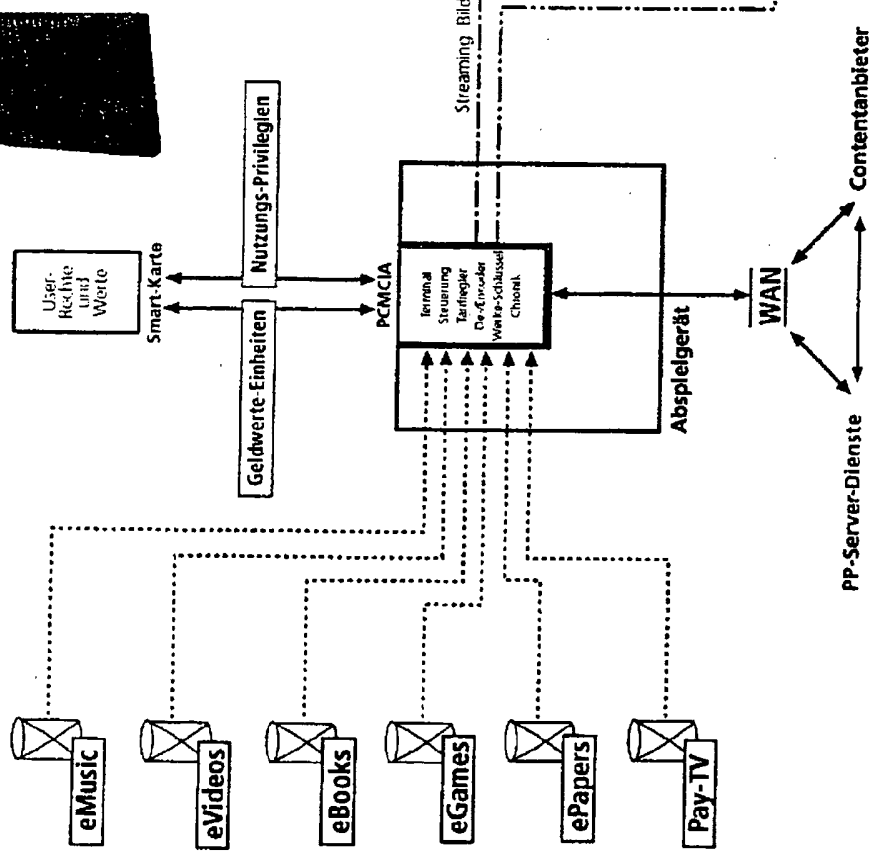 User-
Rechte
und
Werte
Smart-Karte
Geldwerte-Einheiten
Nutzungs-Privilegien
PCMCIA
Terminal
Steuerung
Tarifregler
De-/Encoder
Werke-Schlüssel
Chronik
Streaming Bild
Abspielgerät
WAN
PP-Server-Dienste
Contentanbieter
eMusic
eVideos
eBooks
eGames
ePapers
Pay-TV